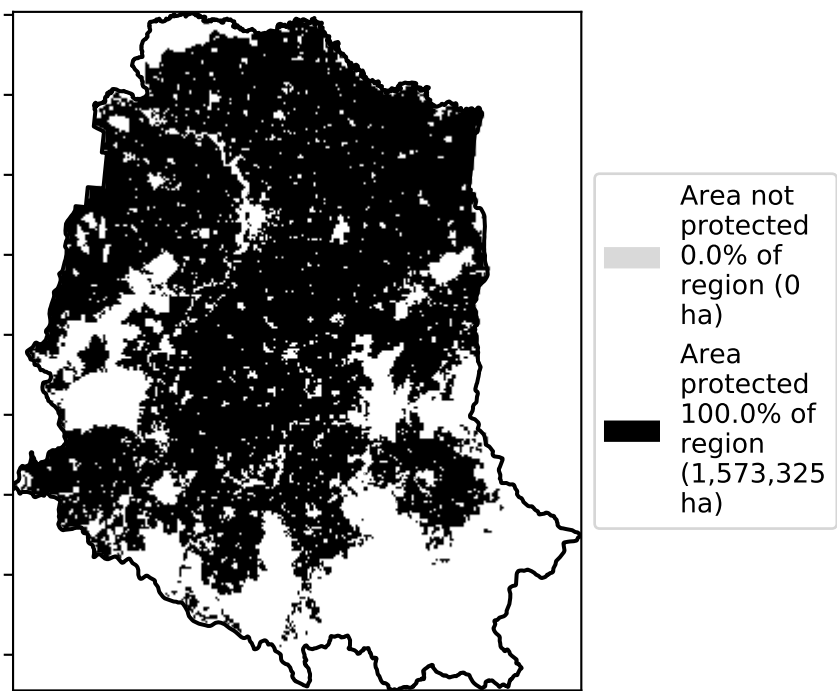 Area not
protected
0.0% of
region (0
ha)
Area
protected
100.0% of
region
(1,573,325
ha)